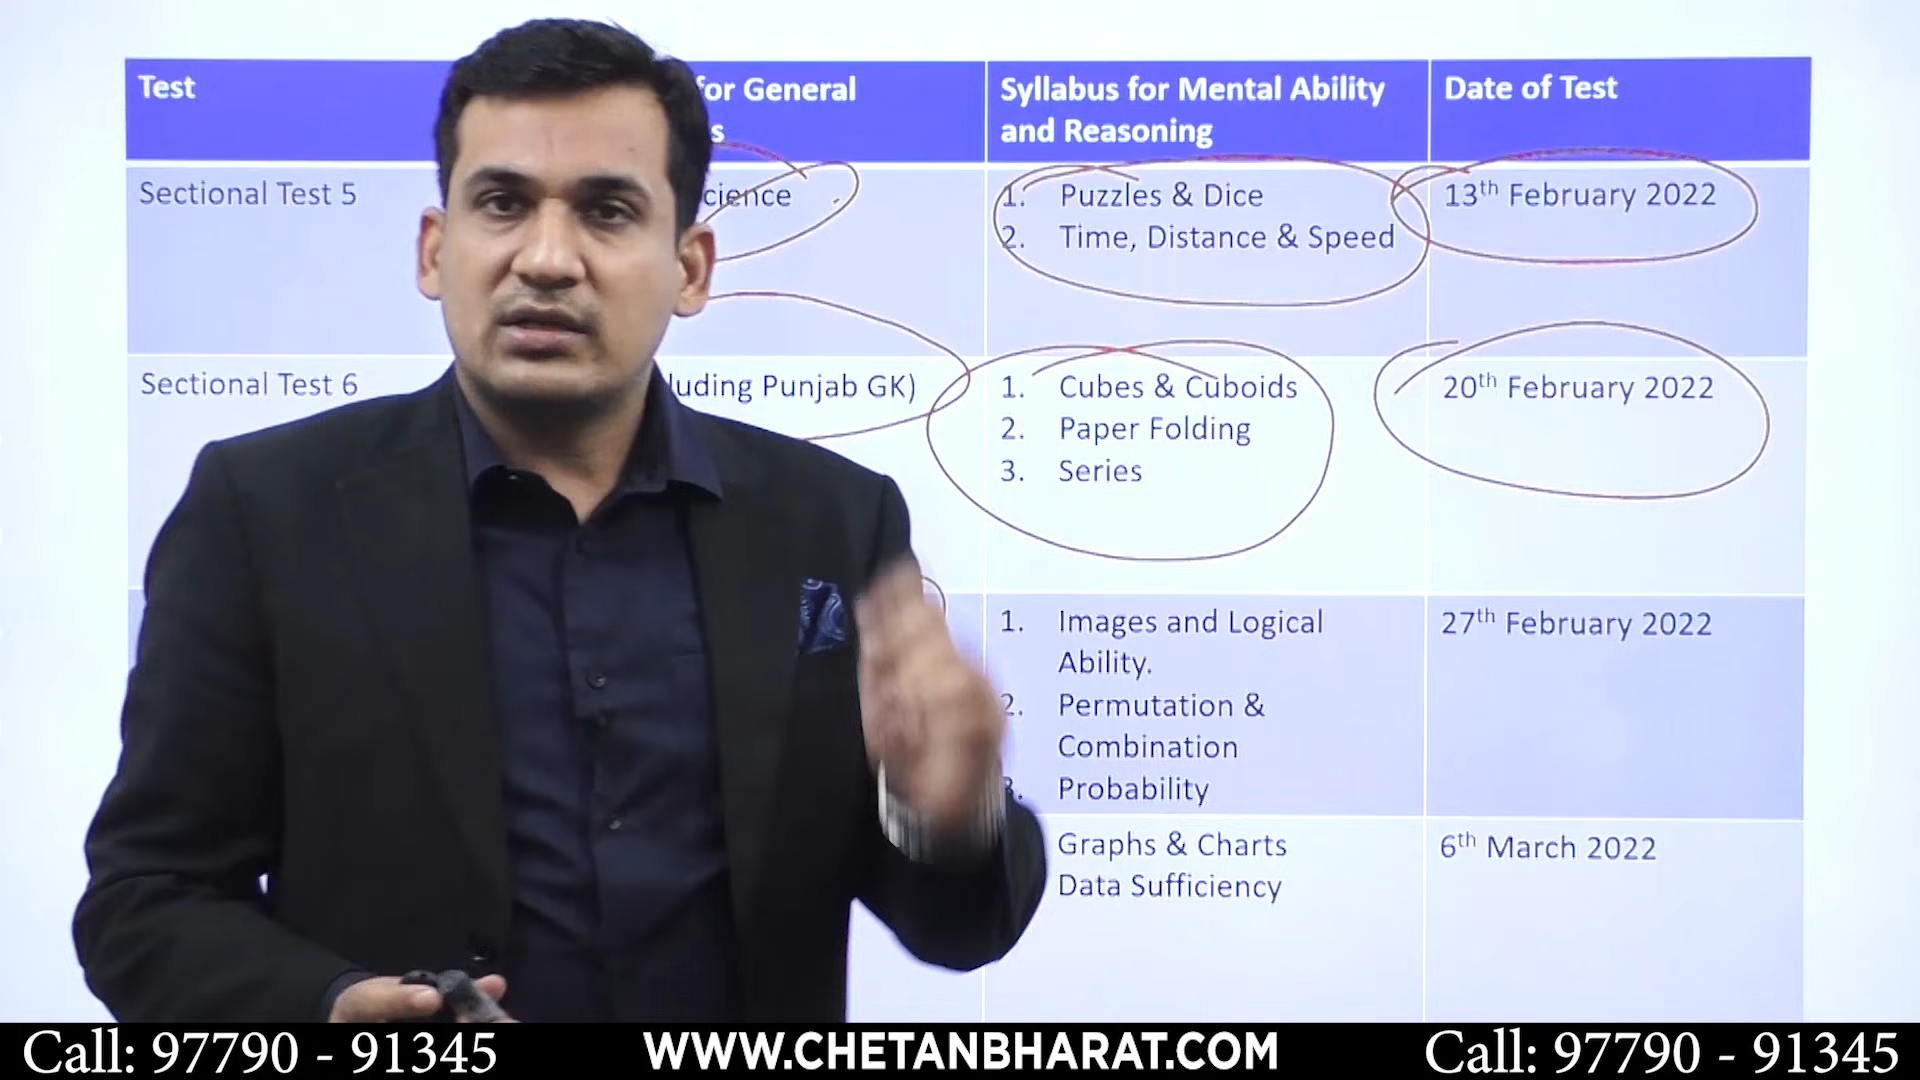 Test
for General
Syllabus for Mental Ability
and Reasoning
Date of Test
Sectional Test 5
1. Puzzles & Dice
2. Time, Distance & Speed
13th February 2022
Sectional Test 6
Punjab GK)
1. Cubes & Cuboids
2. Paper Folding
3. Series
20th February 2022
1. Images and Logical
Ability.
2. Permutation &
Combination
3. Probability
27th February 2022
Graphs & Charts
Data Sufficiency
6th March 2022
Call: 97790 - 91345
WWW.CHETANBHARAT.COM
Call: 97790 - 91345